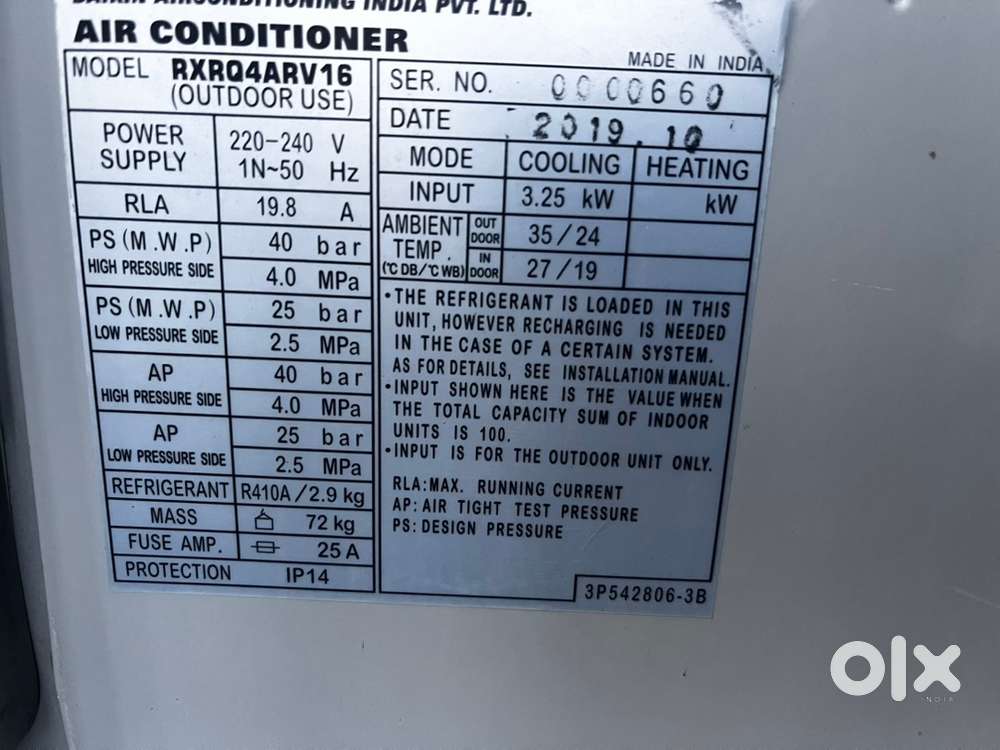 DAIKIN AIRCONDITIONING INDIA PVT. LTD.
AIR CONDITIONER
MADE IN INDIA
MODEL RXRQ4ARV16
(OUTDOOR USE)
POWER SUPPLY 220-240 V
1N~50 Hz
RLA 19.8 A
PS (M.W.P) HIGH PRESSURE SIDE 40 bar
4.0 MPa
PS (M.W.P) LOW PRESSURE SIDE 25 bar
2.5 MPa
AP HIGH PRESSURE SIDE 40 bar
4.0 MPa
AP LOW PRESSURE SIDE 25 bar
2.5 MPa
REFRIGERANT R410A/2.9 kg
MASS 72 kg
FUSE AMP. 25 A
PROTECTION IP14
SER. NO. 0000660
DATE 2019.10
MODE COOLING HEATING
INPUT 3.25 kW kW
AMBIENT TEMP. (℃DB/℃WB) OUT DOOR 35/24
IN DOOR 27/19
•THE REFRIGERANT IS LOADED IN THIS
UNIT, HOWEVER RECHARGING IS NEEDED
IN THE CASE OF A CERTAIN SYSTEM.
AS FOR DETAILS, SEE INSTALLATION MANUAL.
•INPUT SHOWN HERE IS THE VALUE WHEN
THE TOTAL CAPACITY SUM OF INDOOR
UNITS IS 100.
•INPUT IS FOR THE OUTDOOR UNIT ONLY.
RLA:MAX. RUNNING CURRENT
AP:AIR TIGHT TEST PRESSURE
PS:DESIGN PRESSURE
3P542806-3B
olx
INDIA